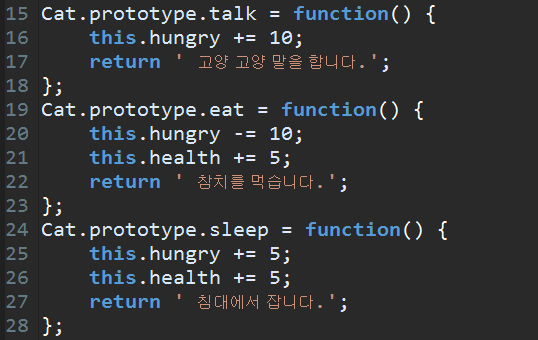 15 Cat.prototype.talk = function() {
16     this.hungry += 10;
17     return ' 고양 고양 말을 합니다.';
18 };
19 Cat.prototype.eat = function() {
20     this.hungry -= 10;
21     this.health += 5;
22     return ' 참치를 먹습니다.';
23 };
24 Cat.prototype.sleep = function() {
25     this.hungry += 5;
26     this.health += 5;
27     return ' 침대에서 잡니다.';
28 };